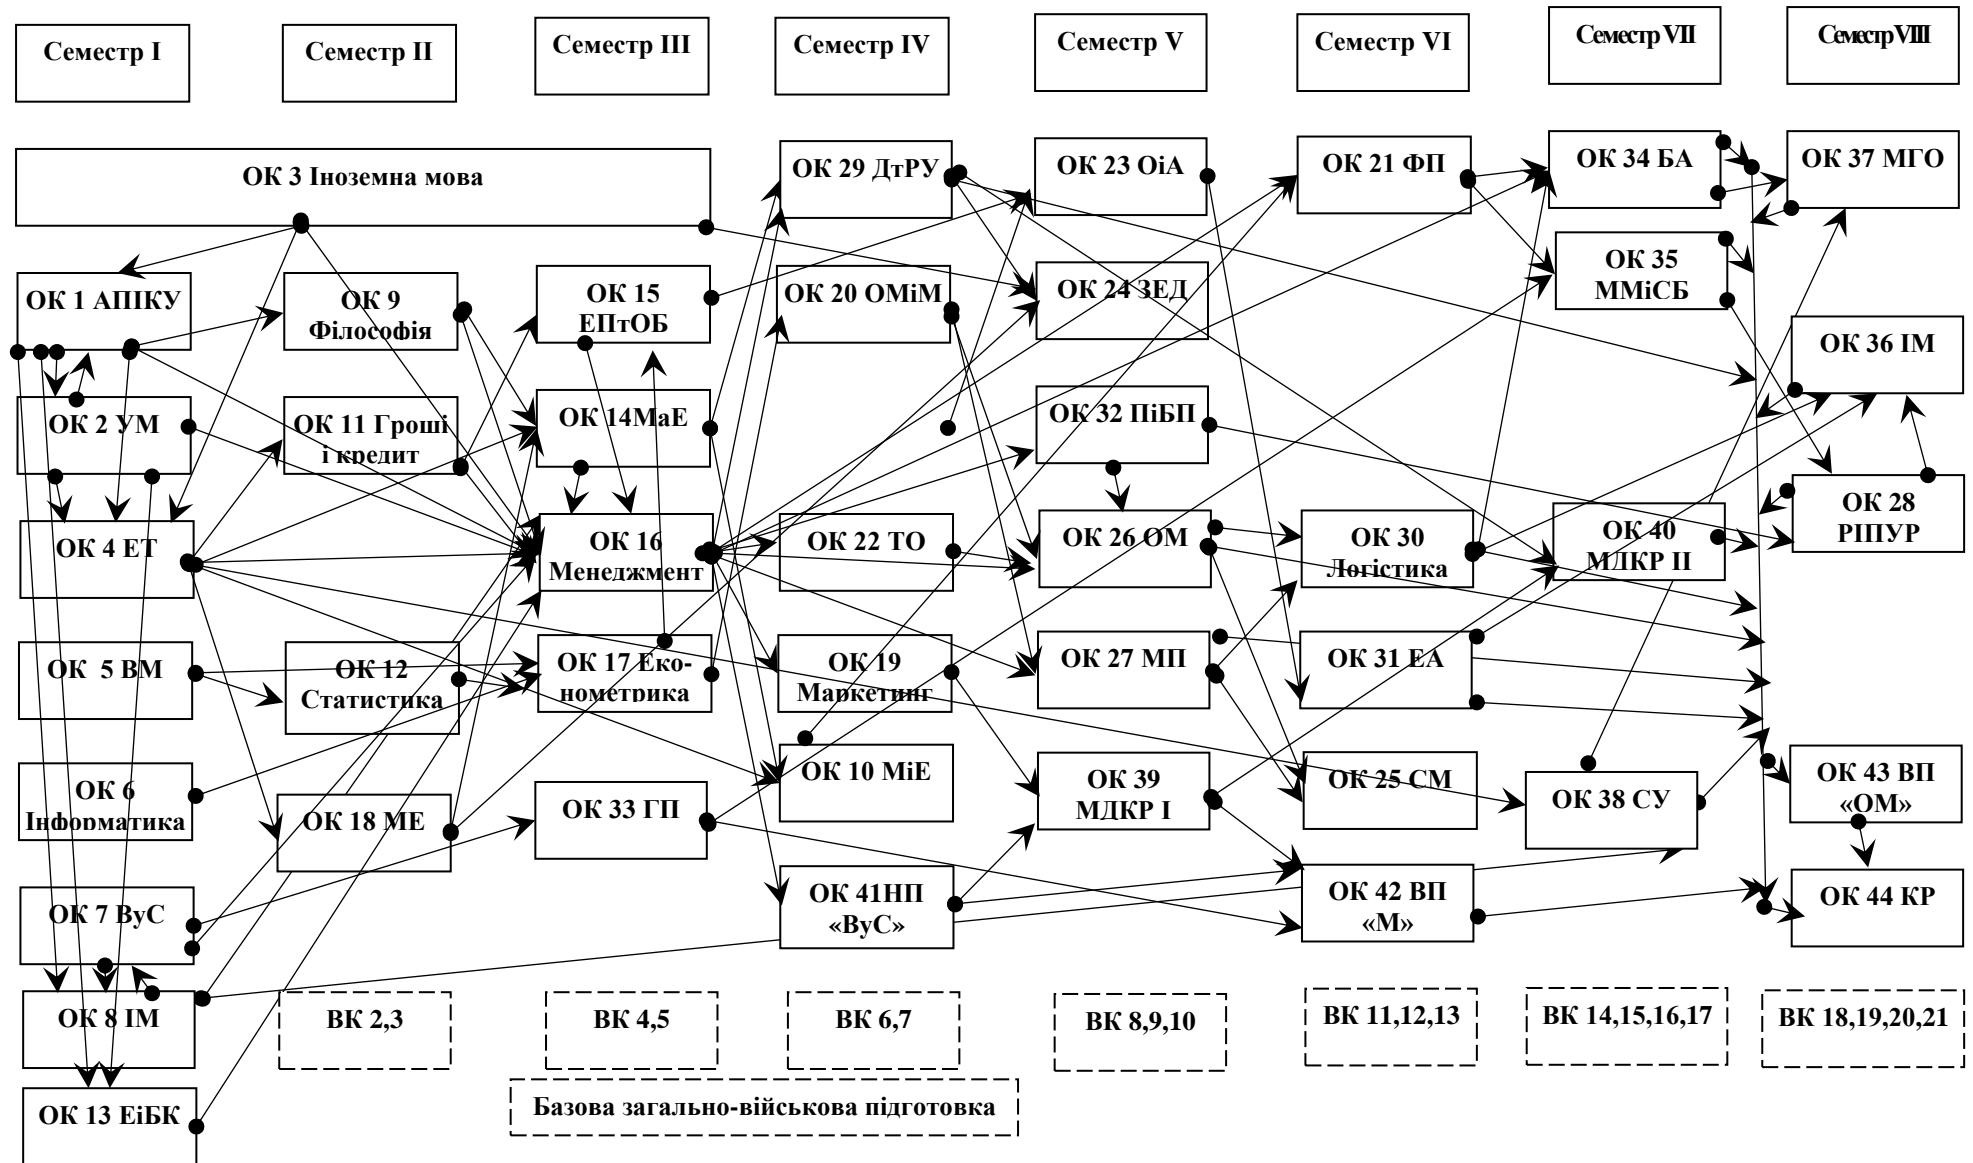 Семестр I
Семестр II
Семестр III
Семестр IV
Семестр V
Семестр VI
Семестр VII
Семестр VIII
ОК 3 Іноземна мова
ОК 29 ДтРУ
ОК 23 ОіА
ОК 21 ФП
ОК 34 БА
ОК 37 МГО
ОК 1 АПІКУ
ОК 9
Філософія
ОК 15
ЕПтОБ
ОК 20 ОМіМ
ОК 24 ЗЕД
ОК 35
ММіСБ
ОК 36 ІМ
ОК 2 УМ
ОК 11 Гроші
і кредит
ОК 14МаЕ
ОК 32 ПіБП
ОК 28
РІПУР
ОК 4 ЕТ
ОК 16
Менеджмент
ОК 22 ТО
ОК 26 ОМ
ОК 30
Логістика
ОК 40
МДКР ІІ
ОК 5 ВМ
ОК 12
Статистика
ОК 17 Еко-
нометрика
ОК 19
Маркетинг
ОК 27 МП
ОК 31 ЕА
ОК 6
Інформатика
ОК 18 МЕ
ОК 33 ГП
ОК 10 МіЕ
ОК 39
МДКР І
ОК 25 СМ
ОК 38 СУ
ОК 43 ВП
«ОМ»
ОК 7 ВуС
ОК 41НП
«ВуС»
ОК 42 ВП
«М»
ОК 44 КР
ОК 8 ІМ
ВК 2,3
ВК 4,5
ВК 6,7
ВК 8,9,10
ВК 11,12,13
ВК 14,15,16,17
ВК 18,19,20,21
ОК 13 ЕіБК
Базова загально-військова підготовка